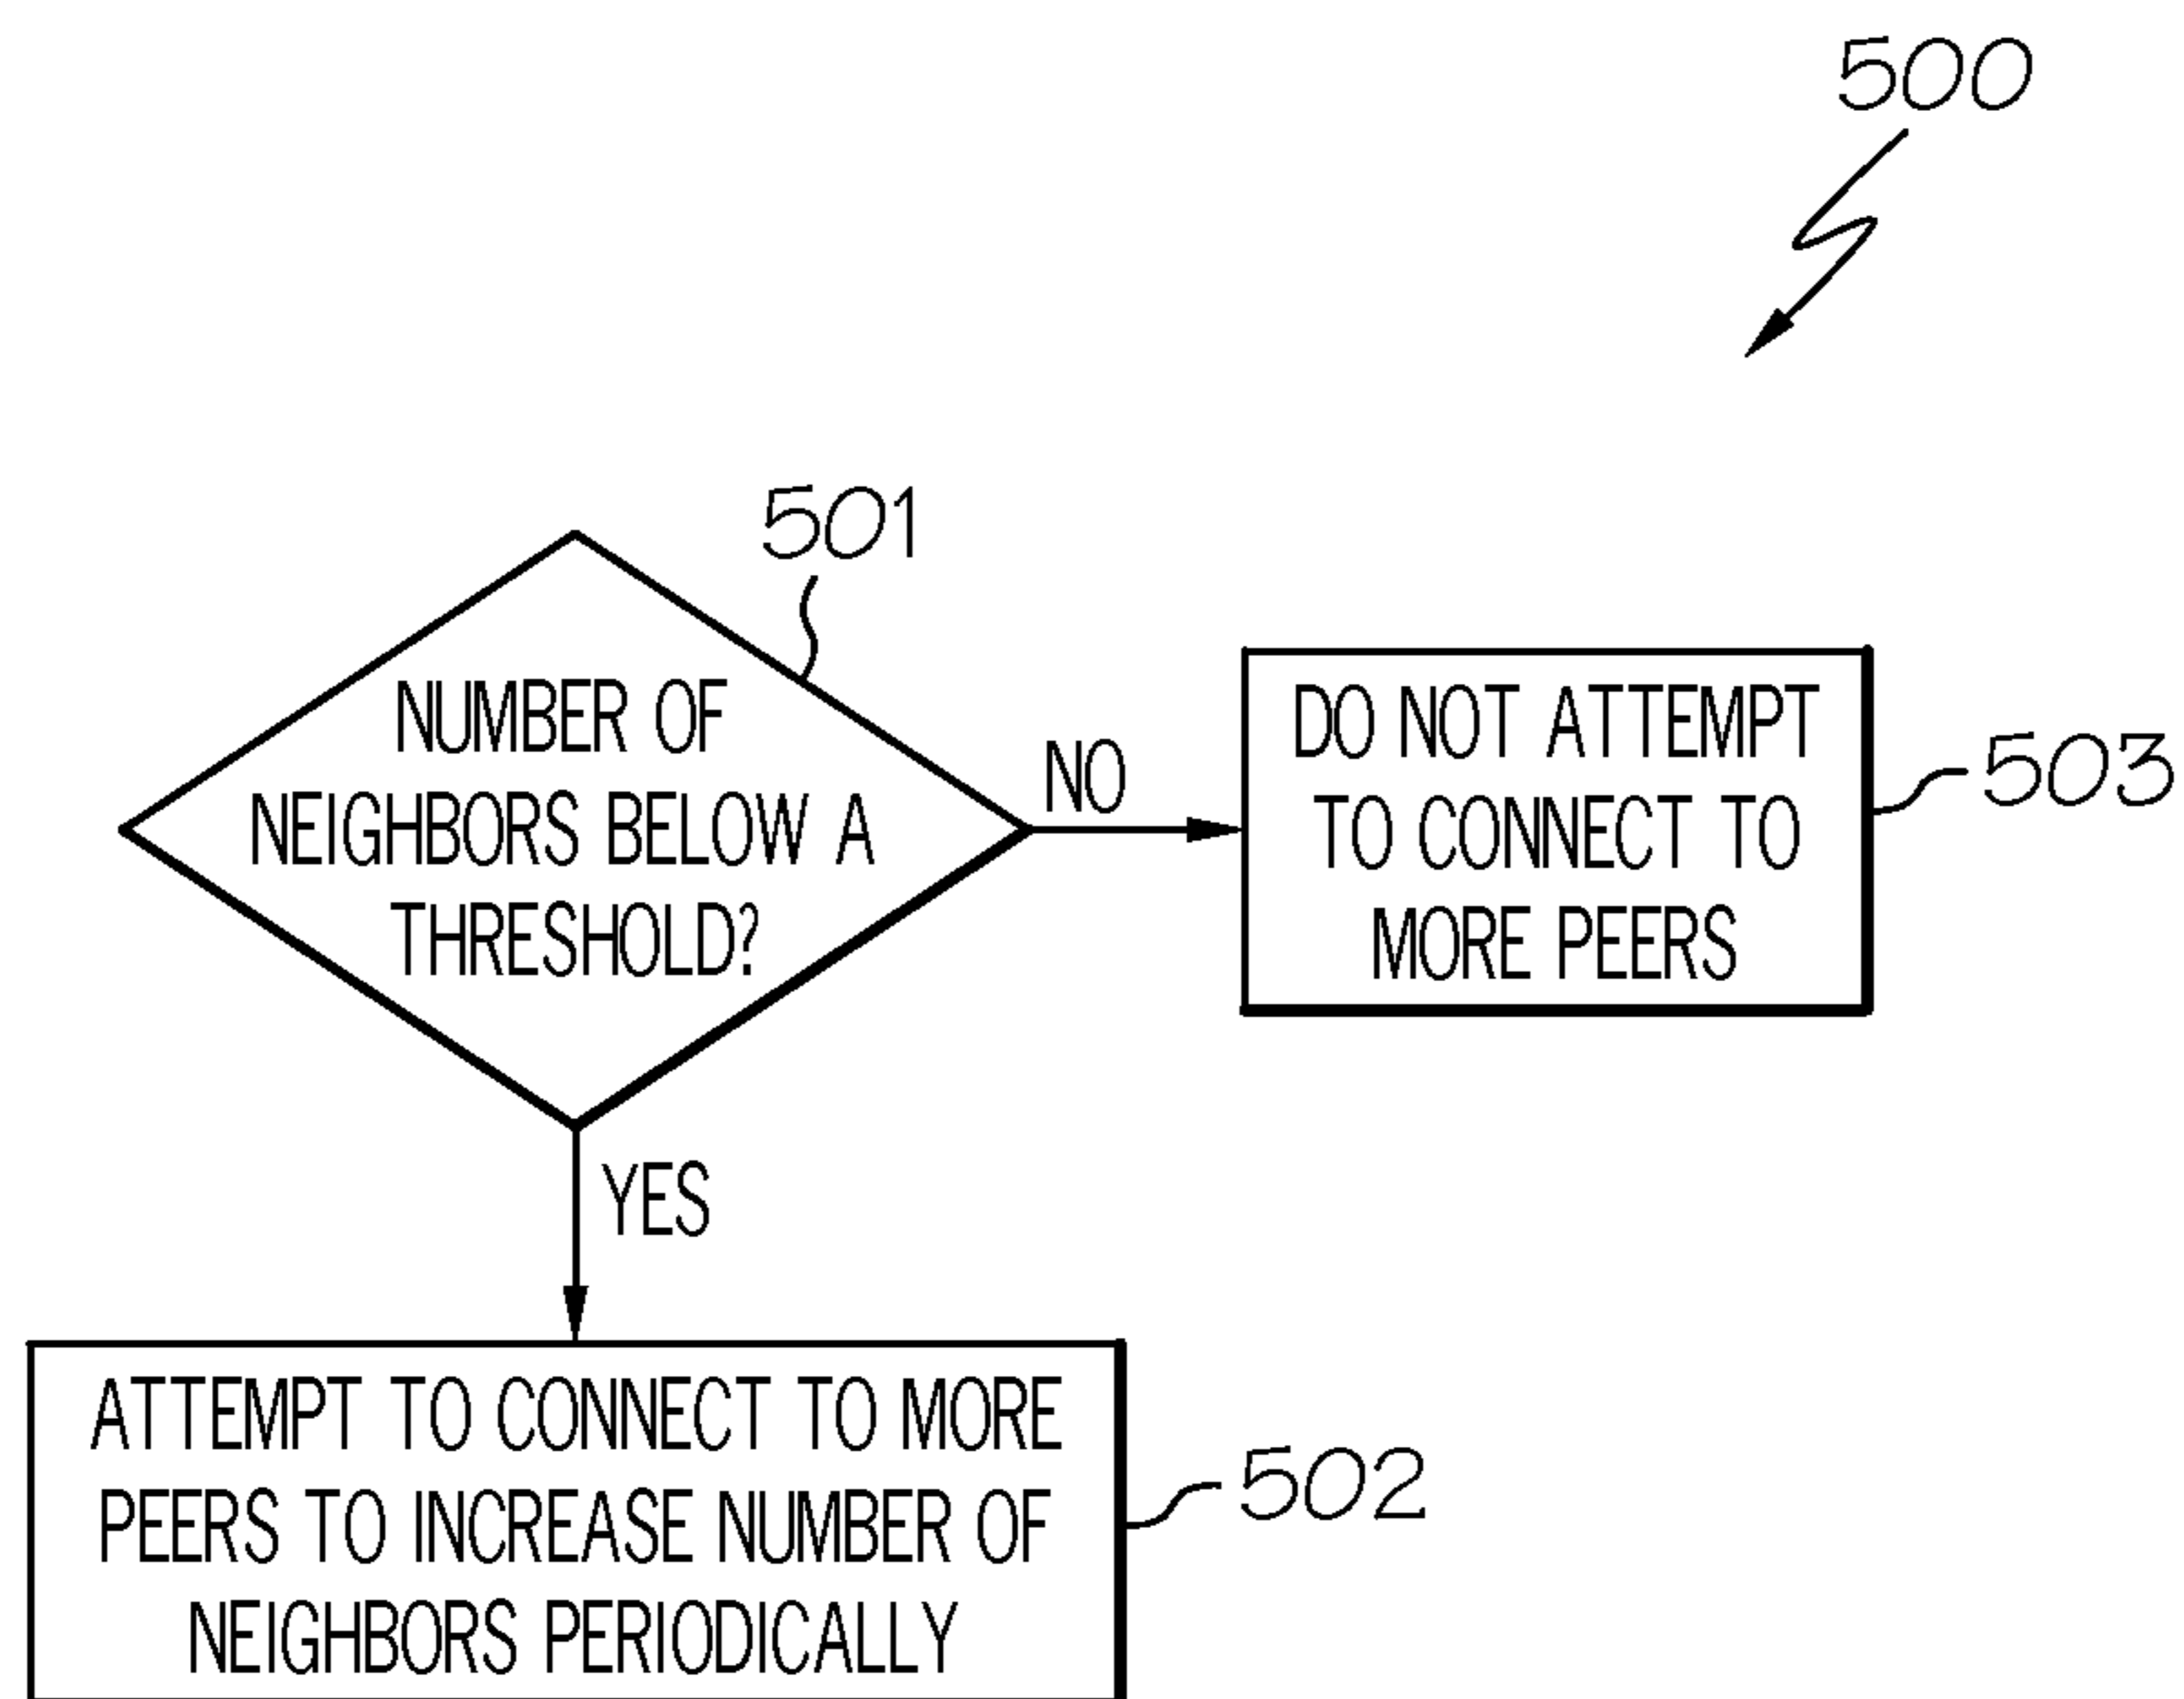 500
501
NUMBER OF
NEIGHBORS BELOW A
THRESHOLD?
NO
DO NOT ATTEMPT
TO CONNECT TO
MORE PEERS
503
YES
ATTEMPT TO CONNECT TO MORE
PEERS TO INCREASE NUMBER OF
NEIGHBORS PERIODICALLY
502